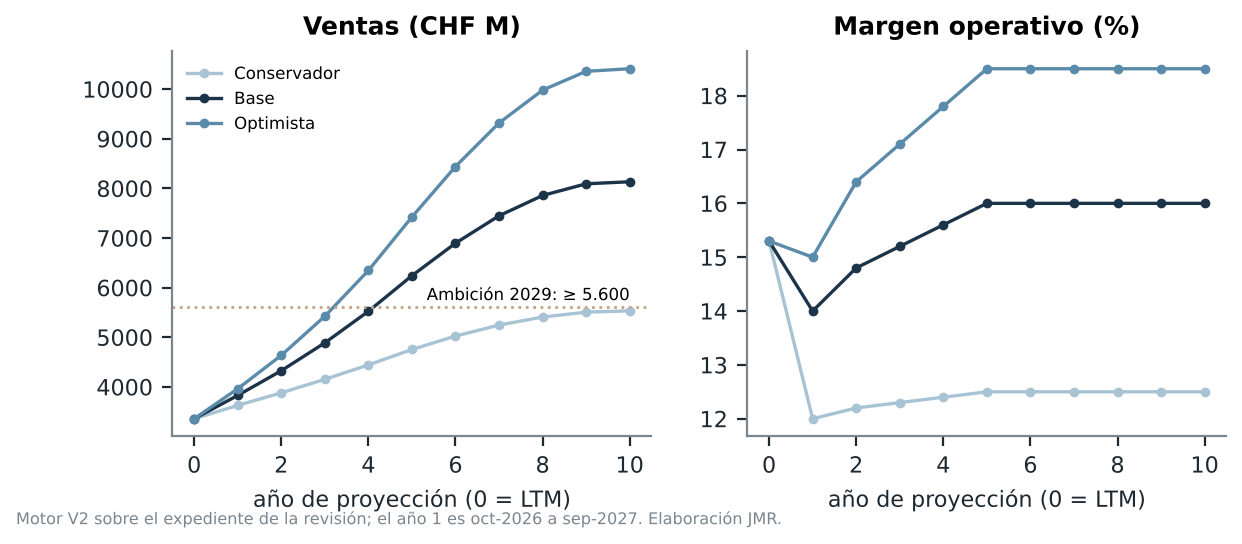 Ventas (CHF M)
Conservador
Base
Optimista
10000
9000
8000
7000
6000
5000
4000
Ambición 2029: ≥ 5.600
0 2 4 6 8 10
año de proyección (0 = LTM)
Margen operativo (%)
18
17
16
15
14
13
12
0 2 4 6 8 10
año de proyección (0 = LTM)
Motor V2 sobre el expediente de la revisión; el año 1 es oct-2026 a sep-2027. Elaboración JMR.